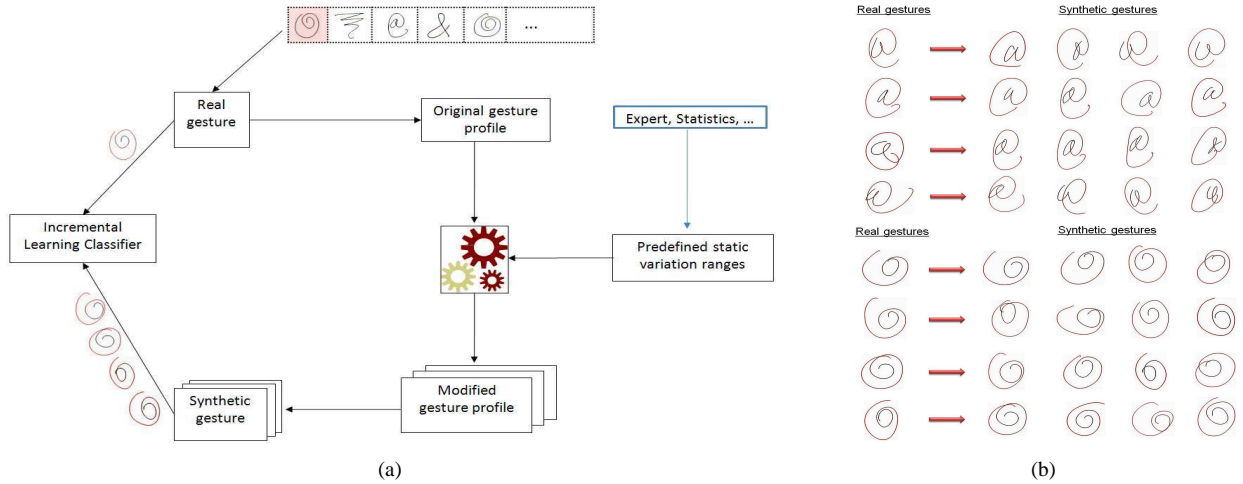 ...
Real
gesture
Original gesture
profile
Expert, Statistics, ...
Incremental
Learning Classifier
Predefined static
variation ranges
Synthetic
gesture
Modified
gesture profile
(a)
Real gestures
Synthetic gestures
Real gestures
Synthetic gestures
(b)